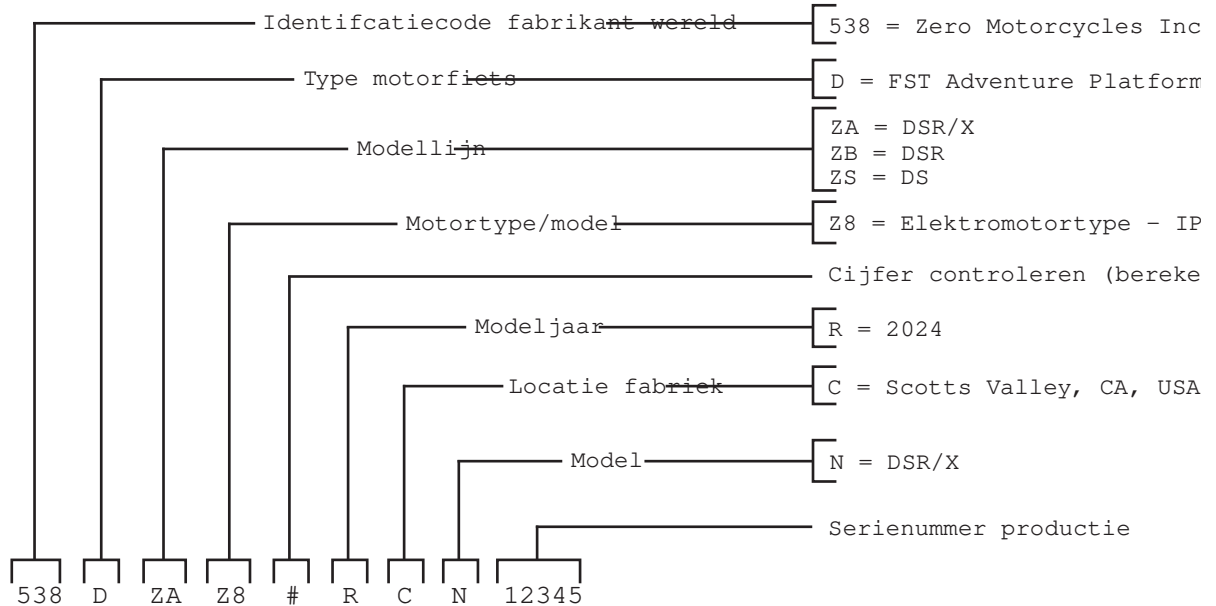 Identifcatiecode fabrikant wereld
538 = Zero Motorcycles Inc
Type motorfiets
D = FST Adventure Platform
ZA = DSR/X
Modellijn
ZB = DSR
ZS = DS
Motortype/model
Z8 = Elektromotortype – IP
Cijfer controleren (bereke
Modeljaar
R = 2024
Locatie fabriek
C = Scotts Valley, CA, USA
Model
N = DSR/X
Serienummer productie
538 D ZA Z8 # R C N 12345